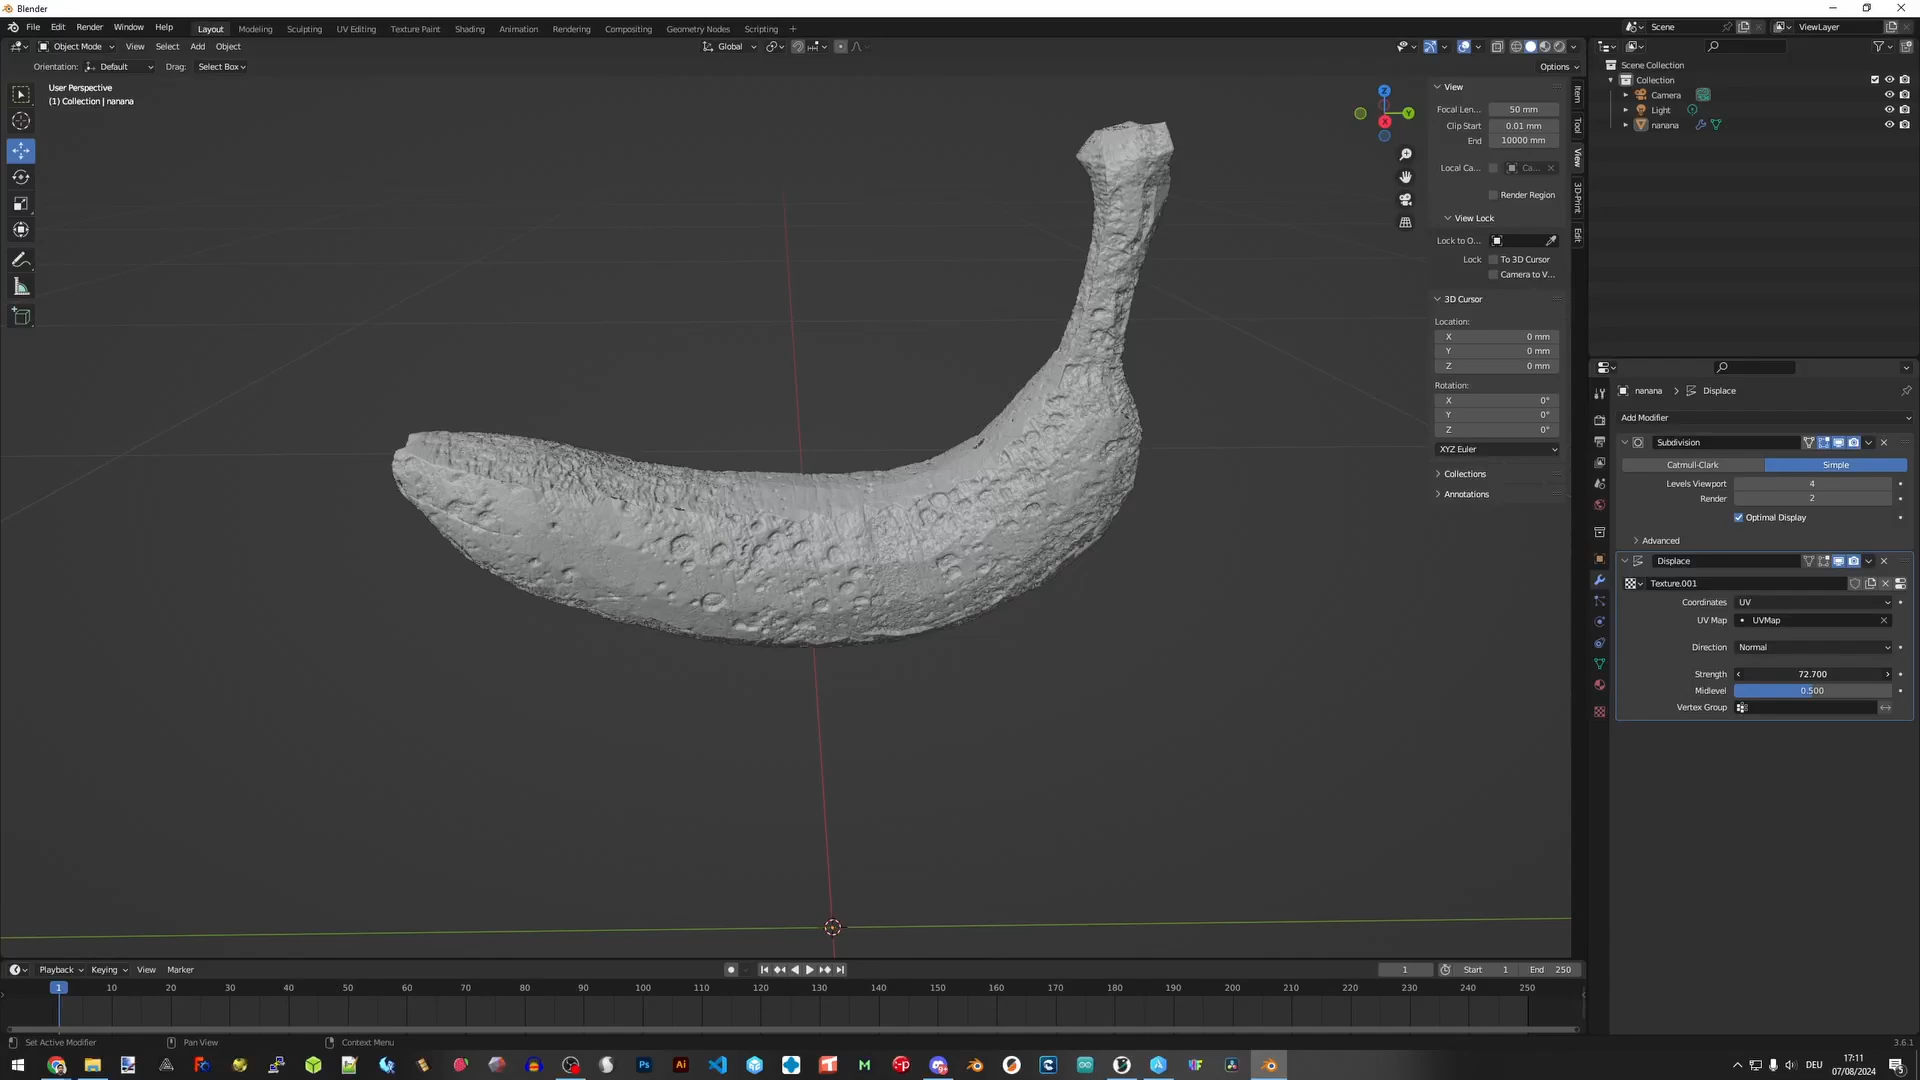 Blender
File Edit Render Window Help Layout Modeling Sculpting UV Editing Texture Paint Shading Animation Rendering Compositing Geometry Nodes Scripting + Scene ViewLayer
Object Mode View Select Add Object Global
Orientation: Default Drag: Select Box Options
User Perspective
(1) Collection | nanana
Z
Y
X
View
Focal Len... 50 mm
Clip Start 0.01 mm
End 10000 mm
Local Ca... Ca...
Render Region
View Lock
Lock to O...
Lock To 3D Cursor
Camera to V...
3D Cursor
Location:
X 0 mm
Y 0 mm
Z 0 mm
Rotation:
X 0°
Y 0°
Z 0°
XYZ Euler
Collections
Annotations
Item
Tool
View
3D-Print
Edit
Scene Collection
Collection
Camera
Light
nanana
nanana > Displace
Add Modifier
Subdivision
Catmull-Clark Simple
Levels Viewport 4
Render 2
Optimal Display
Advanced
Displace
Texture.001
Coordinates UV
UV Map UVMap
Direction Normal
Strength 72.700
Midlevel 0.500
Vertex Group
Playback Keying View Marker 1 Start 1 End 250
1 10 20 30 40 50 60 70 80 90 100 110 120 130 140 150 160 170 180 190 200 210 220 230 240 250
Set Active Modifier Pan View Context Menu 3.6.1
Ps Ai DEU 17:11
07/08/2024